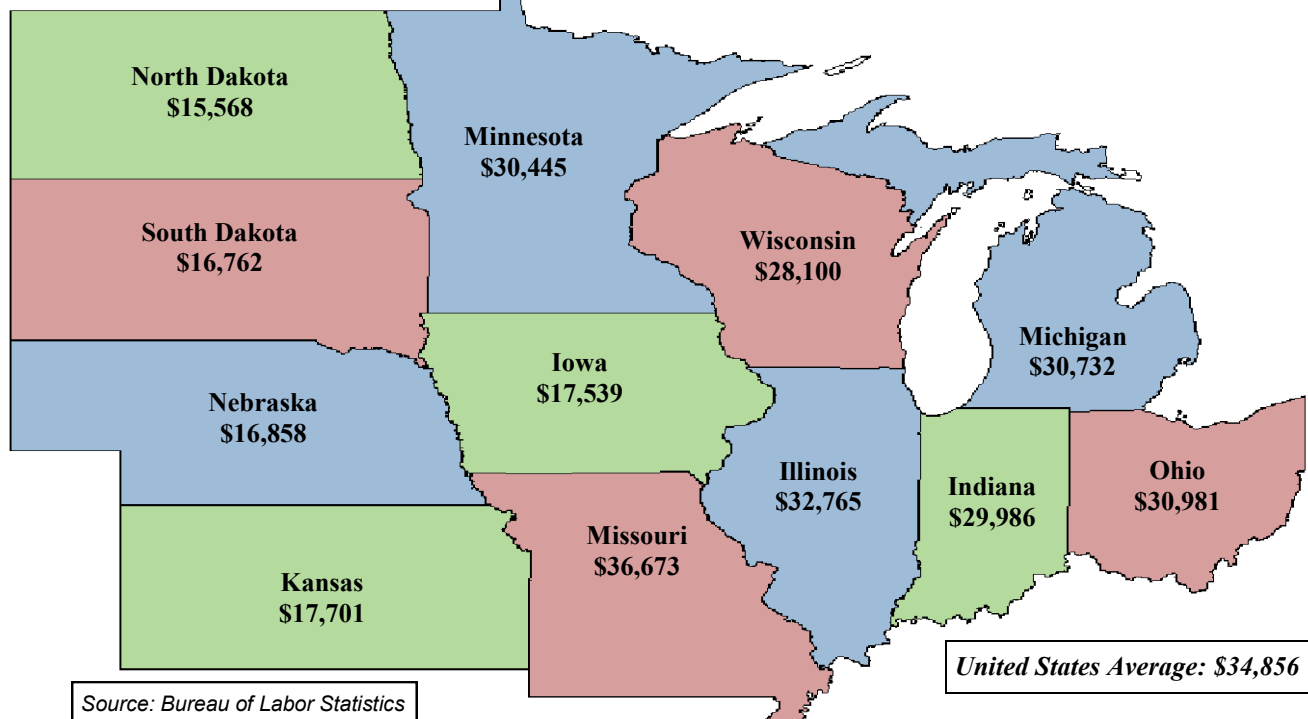 North Dakota
$15,568
Minnesota
$30,445
South Dakota
$16,762
Wisconsin
$28,100
Michigan
$30,732
Iowa
$17,539
Nebraska
$16,858
Illinois
$32,765
Indiana
$29,986
Ohio
$30,981
Missouri
$36,673
Kansas
$17,701
United States Average: $34,856
Source: Bureau of Labor Statistics